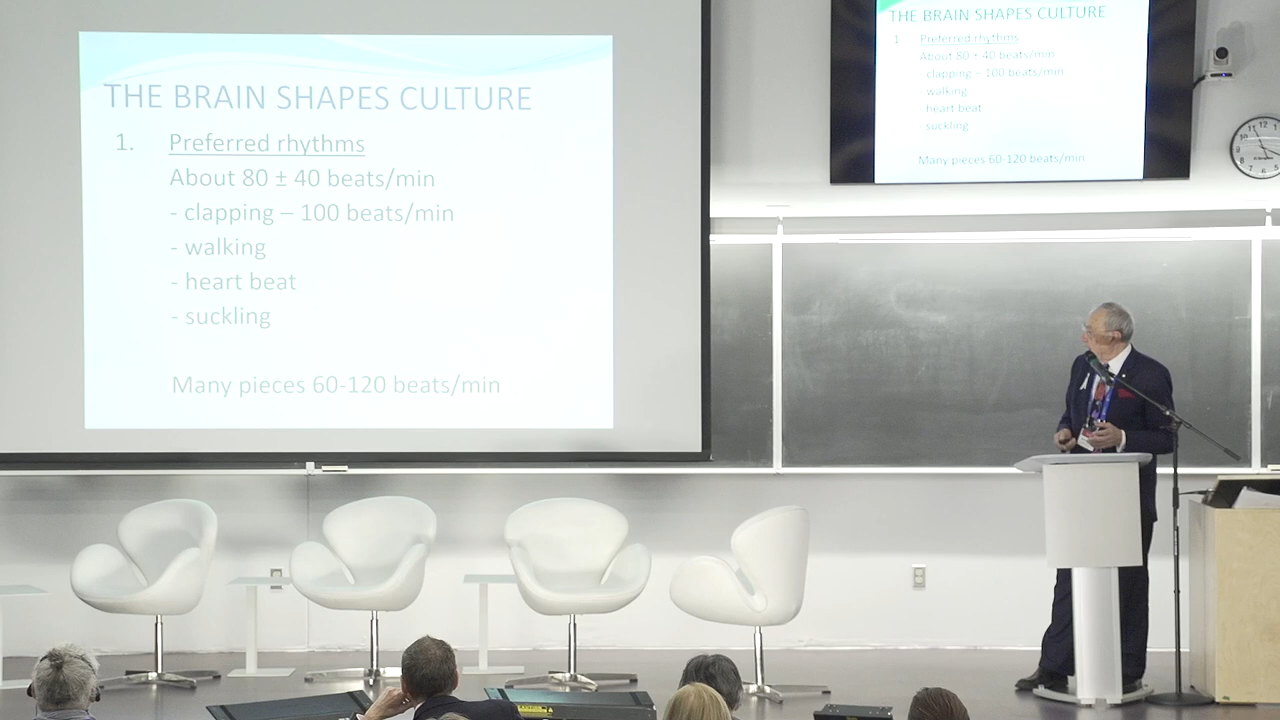 THE BRAIN SHAPES CULTURE
1. Preferred rhythms
About 80 ± 40 beats/min
- clapping – 100 beats/min
- walking
- heart beat
- suckling
Many pieces 60-120 beats/min
THE BRAIN SHAPES CULTURE
1 Preferred rhythms
About 80 ± 40 beats/min
- clapping – 100 beats/min
- walking
- heart beat
- suckling
Many pieces 60-120 beats/min